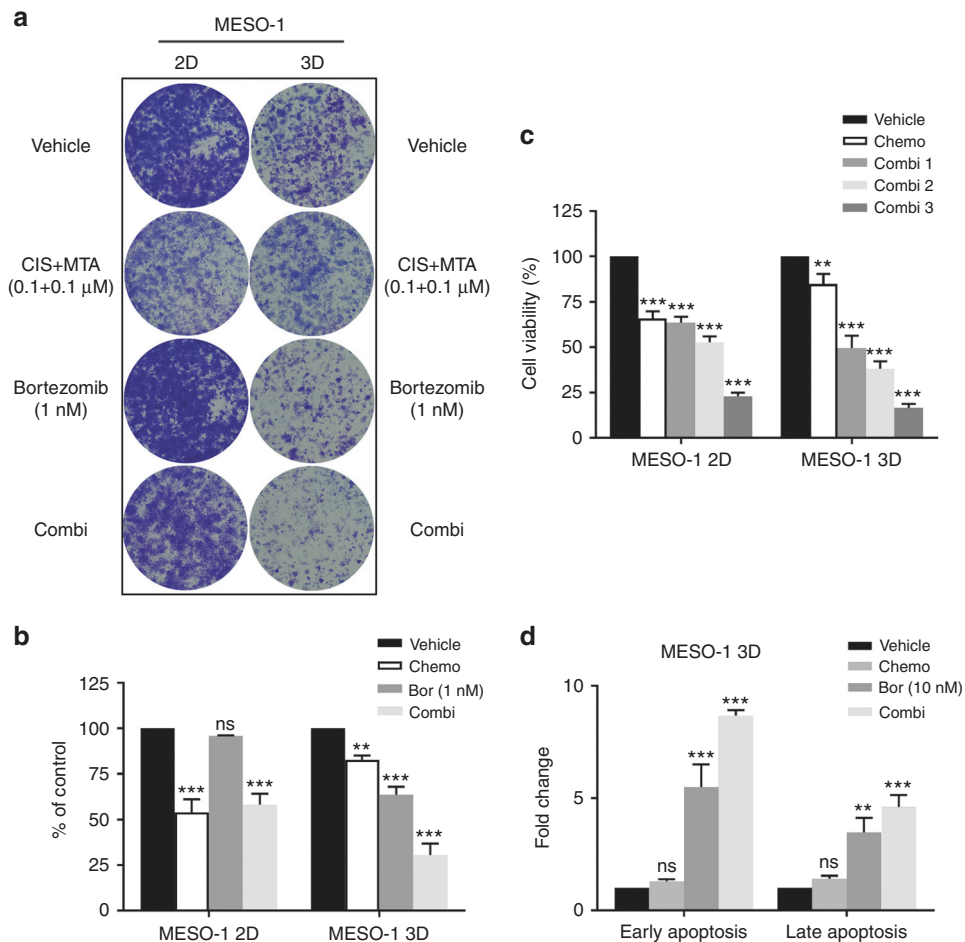 a
MESO-1
2D 3D
Vehicle Vehicle
CIS+MTA CIS+MTA
(0.1+0.1 μM) (0.1+0.1 μM)
Bortezomib Bortezomib
(1 nM) (1 nM)
Combi Combi
b
Vehicle
Chemo
Bor (1 nM)
Combi
% of control
125
100
75
50
25
0
*** ns ***
** *** ***
MESO-1 2D MESO-1 3D
c
Vehicle
Chemo
Combi 1
Combi 2
Combi 3
Cell viability (%)
125
100
75
50
25
0
*** *** *** ***
** *** *** ***
MESO-1 2D MESO-1 3D
d
MESO-1 3D
Vehicle
Chemo
Bor (10 nM)
Combi
Fold change
10
5
0
ns *** ***
ns ** ***
Early apoptosis Late apoptosis